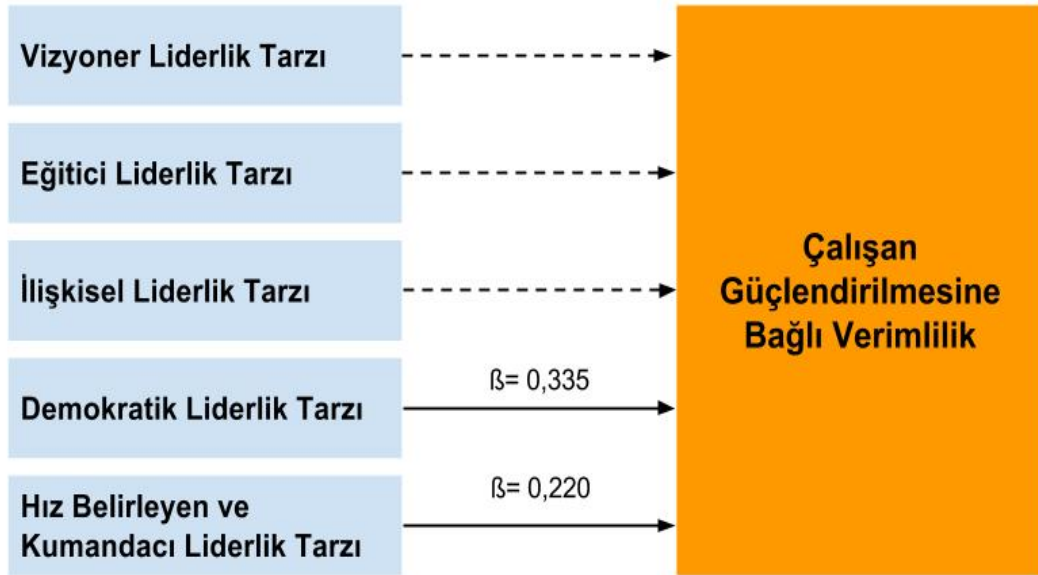 Vizyoner Liderlik Tarzı
Eğitici Liderlik Tarzı
İlişkisel Liderlik Tarzı
Demokratik Liderlik Tarzı
Hız Belirleyen ve
Kumandacı Liderlik Tarzı
ß= 0,335
ß= 0,220
Çalışan
Güçlendirilmesine
Bağlı Verimlilik